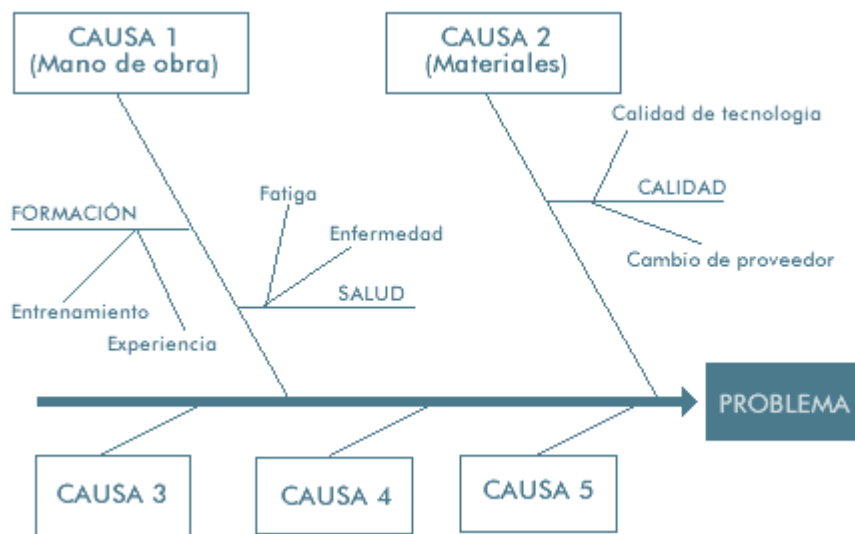 CAUSA 1
(Mano de obra)
CAUSA 2
(Materiales)
Calidad de tecnología
CALIDAD
Cambio de proveedor
Fatiga
Enfermedad
SALUD
FORMACIÓN
Entrenamiento
Experiencia
PROBLEMA
CAUSA 3
CAUSA 4
CAUSA 5